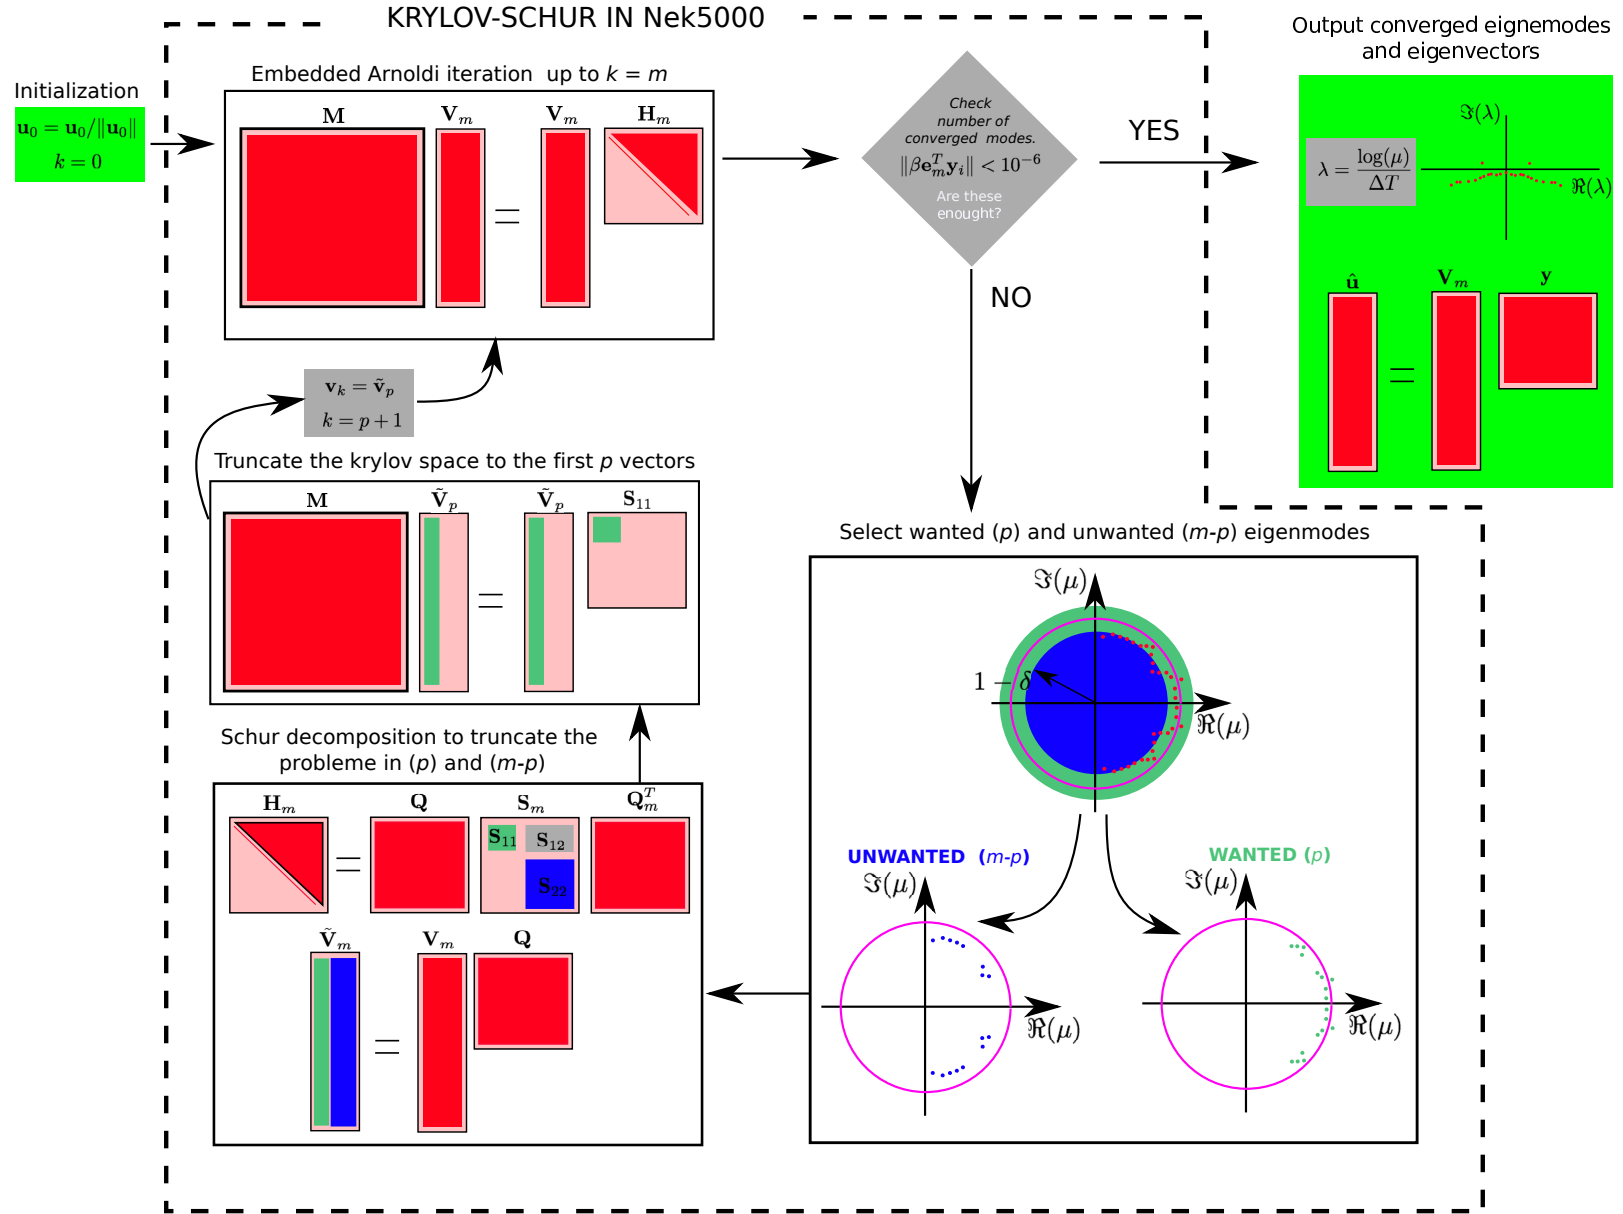 KRYLOV-SCHUR IN Nek5000
Initialization
u₀ = u₀/‖u₀‖
k = 0
Embedded Arnoldi iteration up to k = m
M V_m = V_m H_m
Check
number of
converged modes.
‖βe_m^T y_i‖ < 10⁻⁶
Are these
enought?
YES
NO
Output converged eignemodes
and eigenvectors
ℑ(λ)
λ = log(μ)/ΔT
ℜ(λ)
û = V_m y
v_k = ṽ_p
k = p + 1
Truncate the krylov space to the first p vectors
M Ṽ_p = Ṽ_p S₁₁
Select wanted (p) and unwanted (m-p) eigenmodes
ℑ(μ)
1 − δ
ℜ(μ)
UNWANTED (m-p)
ℑ(μ)
ℜ(μ)
WANTED (p)
ℑ(μ)
ℜ(μ)
Schur decomposition to truncate the
probleme in (p) and (m-p)
H_m = Q S_m Q_m^T
S₁₁ S₁₂
S₂₂
Ṽ_m = V_m Q